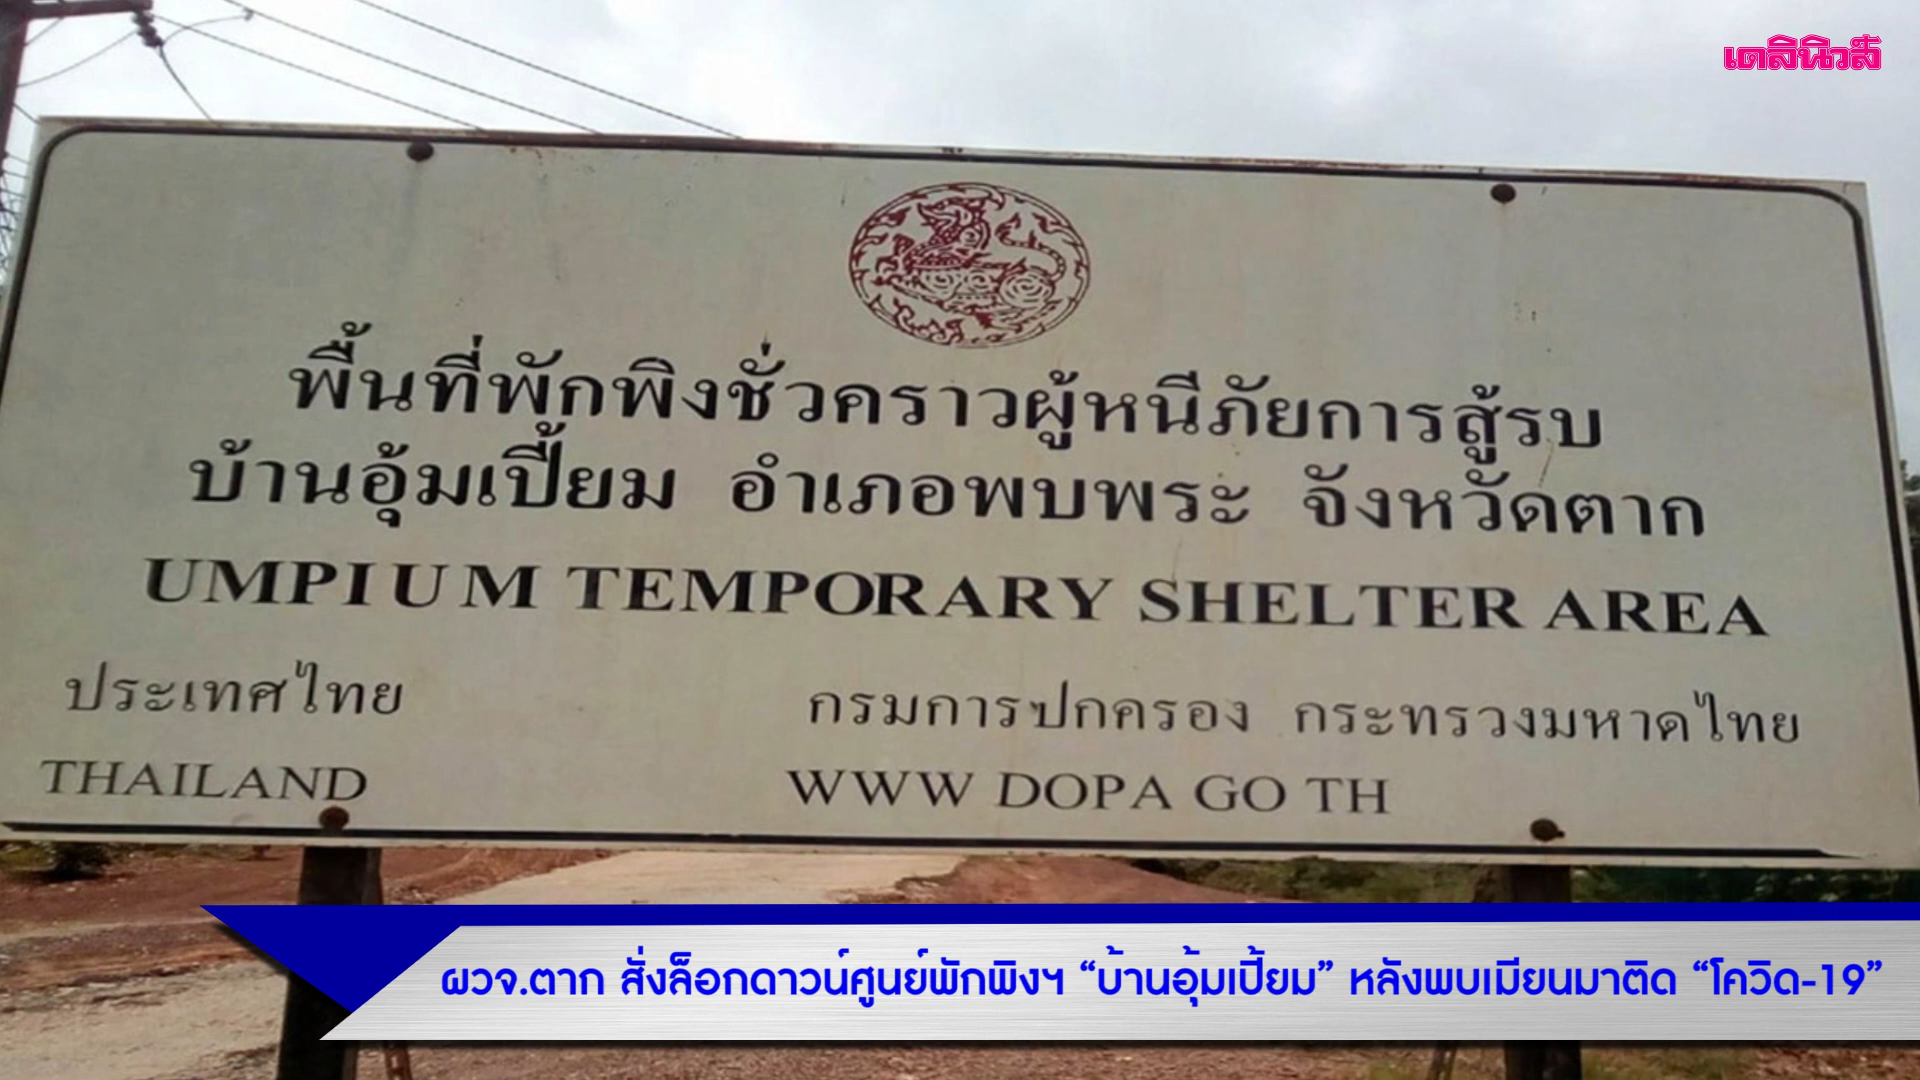 เดลินิวส์
พื้นที่พักพิงชั่วคราวผู้หนีภัยการสู้รบ
บ้านอุ้มเปี้ยม อำเภอพบพระ จังหวัดตาก
UMPIUM TEMPORARY SHELTER AREA
ประเทศไทย กรมการปกครอง กระทรวงมหาดไทย
THAILAND WWW DOPA GO TH
ผวจ.ตาก สั่งล็อกดาวน์ศูนย์พักพิงฯ “บ้านอุ้มเปี้ยม” หลังพบเมียนมาติด “โควิด-19”